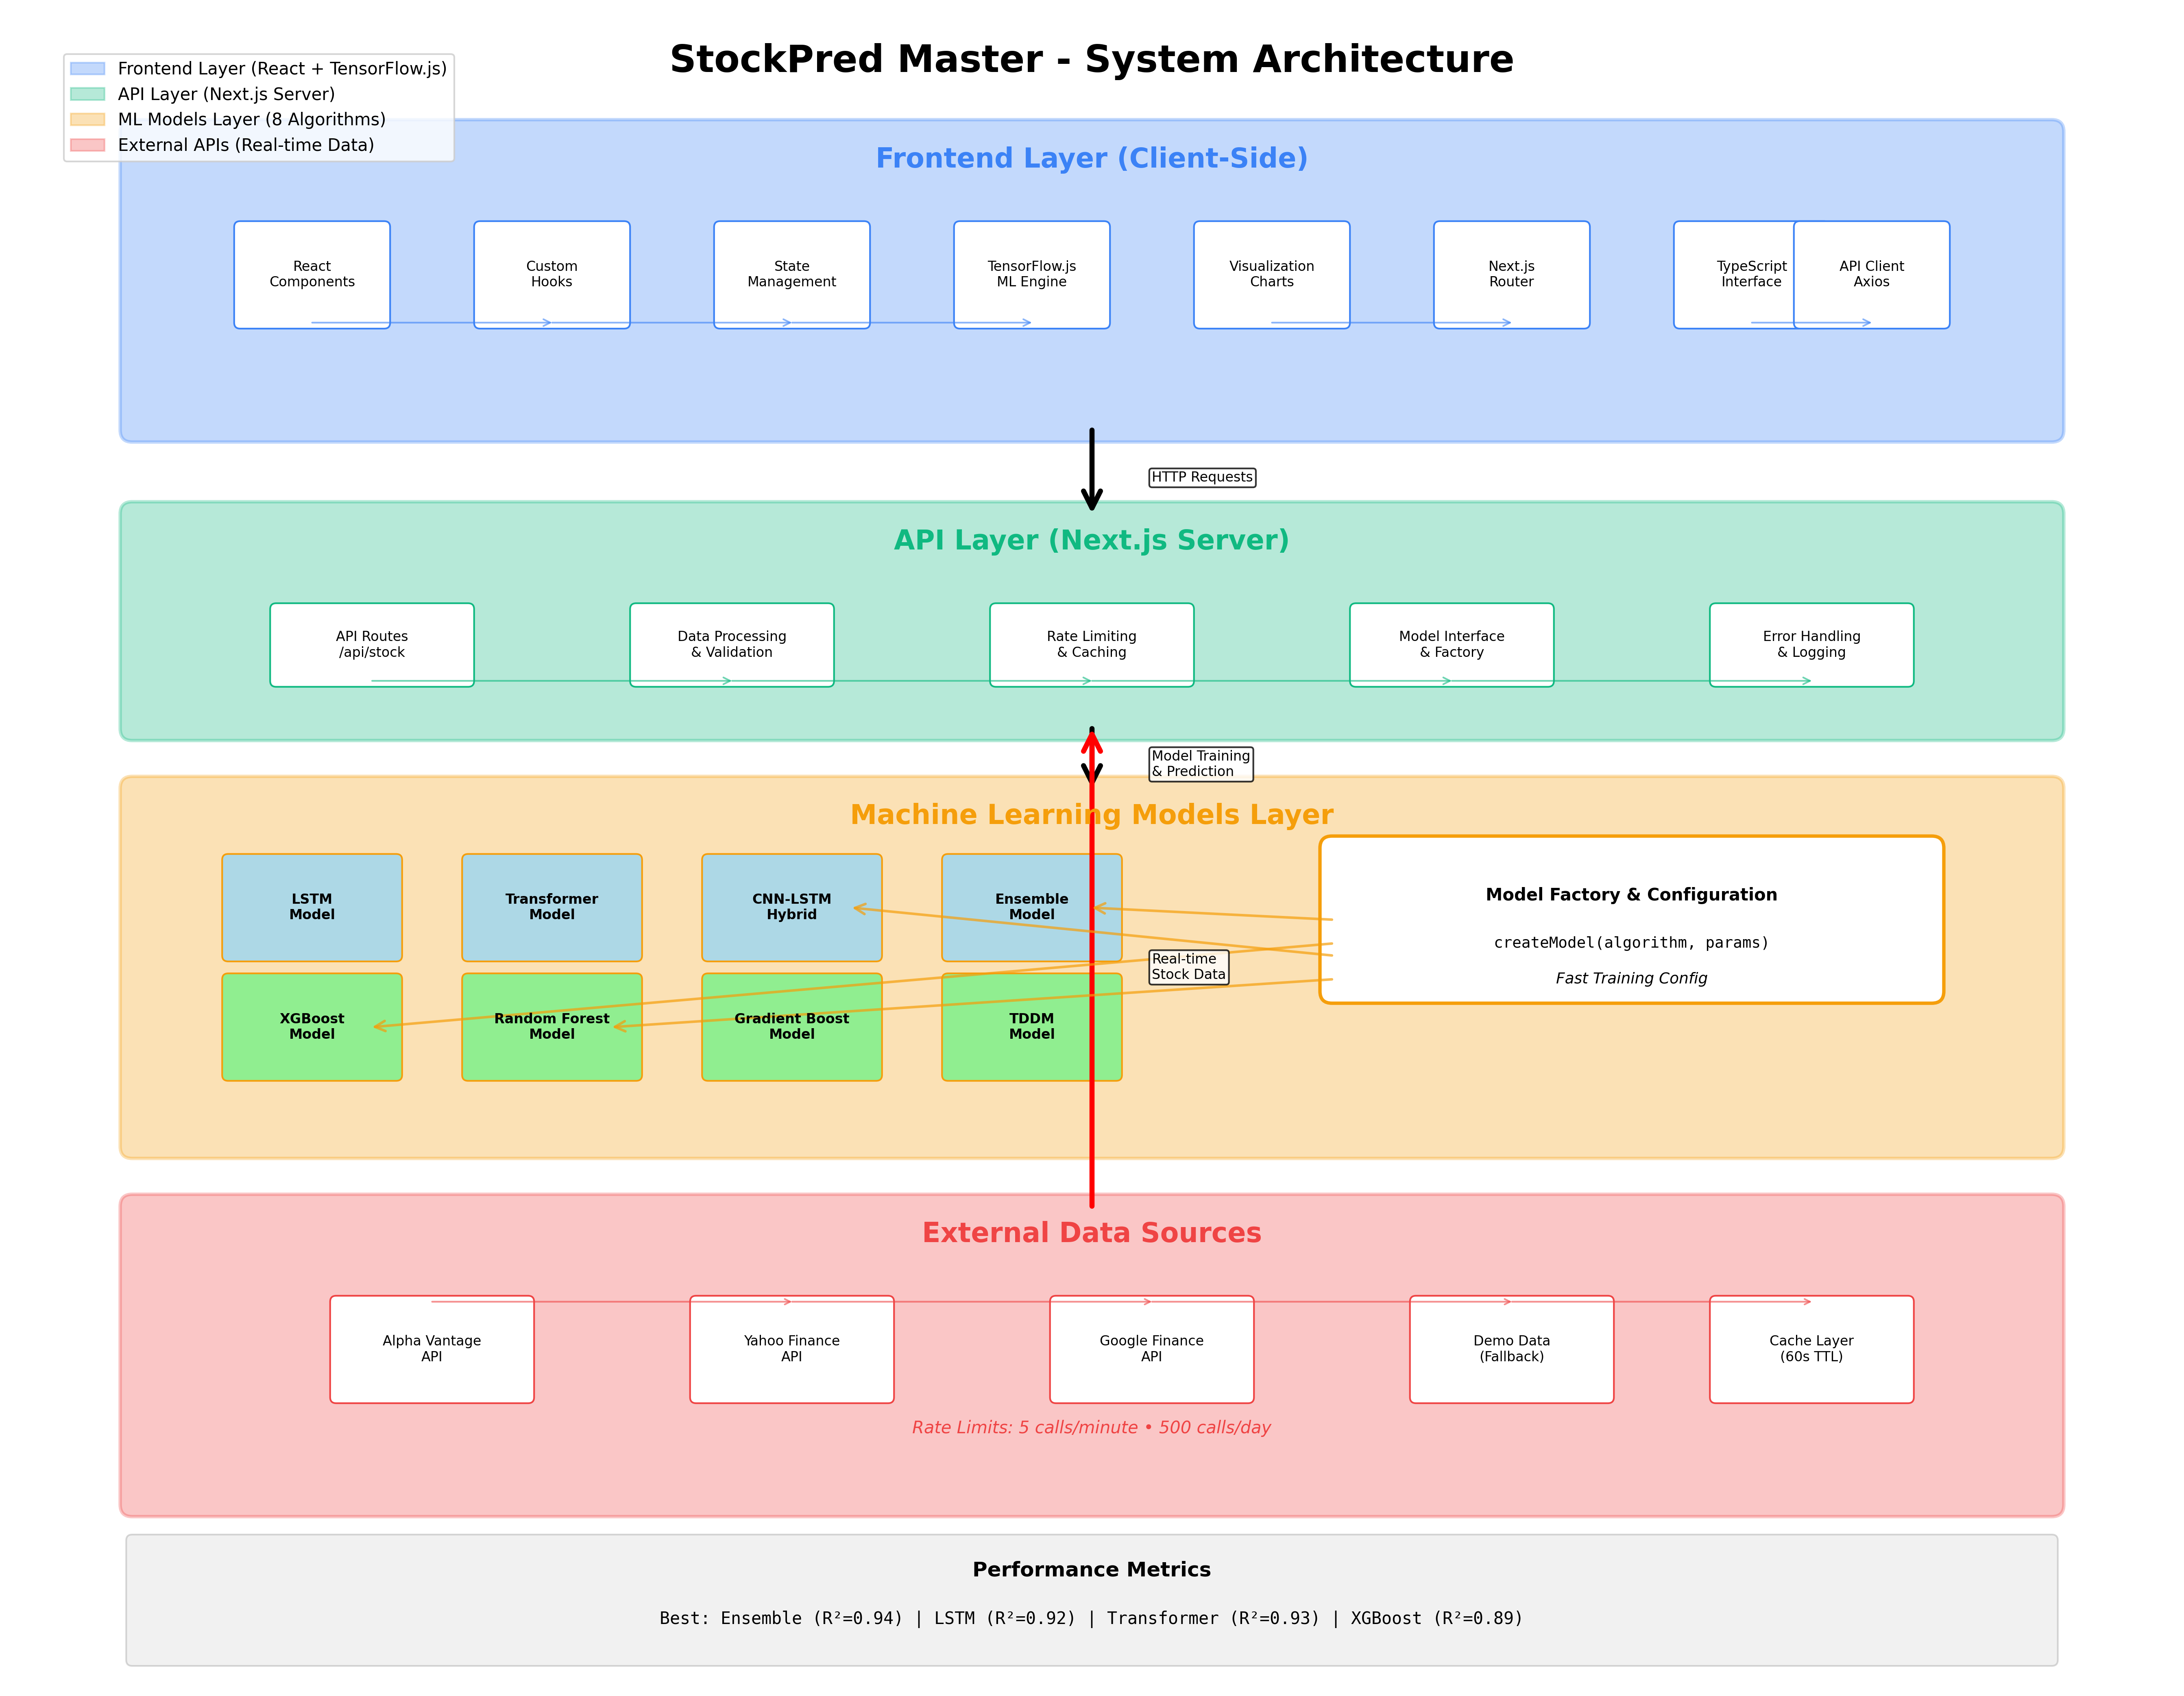 StockPred Master - System Architecture
Frontend Layer (React + TensorFlow.js)
API Layer (Next.js Server)
ML Models Layer (8 Algorithms)
External APIs (Real-time Data)
Frontend Layer (Client-Side)
React
Components
Custom
Hooks
State
Management
TensorFlow.js
ML Engine
Visualization
Charts
Next.js
Router
TypeScript
Interface
API Client
Axios
HTTP Requests
API Layer (Next.js Server)
API Routes
/api/stock
Data Processing
& Validation
Rate Limiting
& Caching
Model Interface
& Factory
Error Handling
& Logging
Model Training
& Prediction
Machine Learning Models Layer
LSTM
Model
Transformer
Model
CNN-LSTM
Hybrid
Ensemble
Model
Model Factory & Configuration
createModel(algorithm, params)
Fast Training Config
Real-time
Stock Data
XGBoost
Model
Random Forest
Model
Gradient Boost
Model
TDDM
Model
External Data Sources
Alpha Vantage
API
Yahoo Finance
API
Google Finance
API
Demo Data
(Fallback)
Cache Layer
(60s TTL)
Rate Limits: 5 calls/minute • 500 calls/day
Performance Metrics
Best: Ensemble (R²=0.94) | LSTM (R²=0.92) | Transformer (R²=0.93) | XGBoost (R²=0.89)